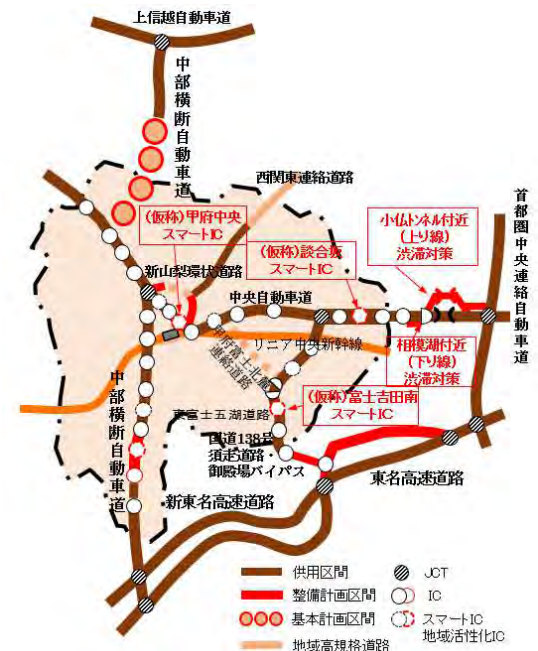 上信越自動車道
中部横断自動車道
西関東連絡道路
(仮称)甲府中央
スマートIC
小仏トンネル付近
(上り線)
渋滞対策
首都圏中央連絡自動車道
(仮称)談合坂
スマートIC
新山梨環状道路
中央自動車道
リニア中央新幹線
相模湖付近
(下り線)
渋滞対策
甲府富士北麓
連絡道路
中部横断自動車道
(仮称)富士吉田南
スマートIC
東富士五湖道路
国道138号
須走道路・
御殿場バイパス
東名高速道路
新東名高速道路
供用区間
JCT
整備計画区間
IC
基本計画区間
スマートIC
地域活性化IC
地域高規格道路